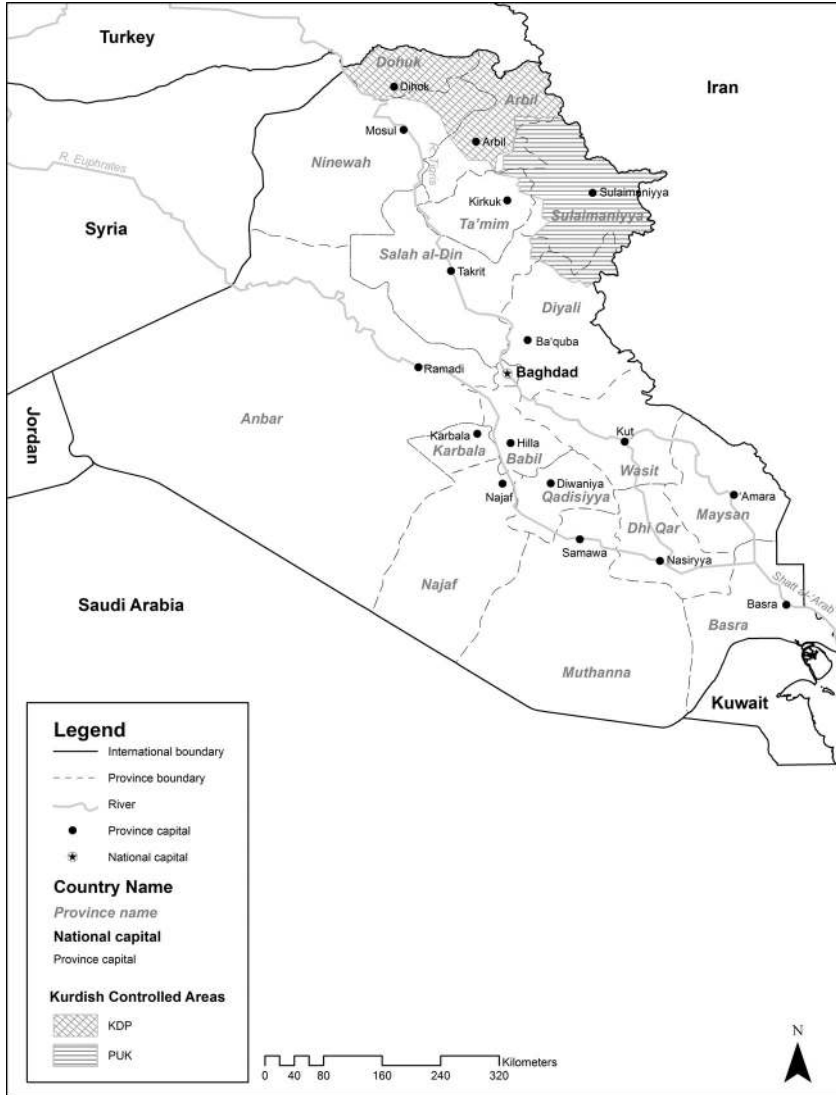 Turkey
Dohuk
Dihok
Iran
Arbil
Mosul
Arbil
Ninewah
R. Tigris
R. Euphrates
Sulaimaniyya
Kirkuk
Sulaimaniyya
Ta'mim
Syria
Salah al-Din
Takrit
Diyali
Ba'quba
Ramadi
Baghdad
Jordan
Anbar
Karbala
Hilla
Kut
Karbala
Babil
Wasit
Najaf
Diwaniya
Qadisiyya
'Amara
Maysan
Dhi Qar
Samawa
Nasiryya
Najaf
Shatt al-'Arab
Saudi Arabia
Basra
Basra
Muthanna
Kuwait
Legend
International boundary
Province boundary
River
Province capital
National capital
Country Name
Province name
National capital
Province capital
Kurdish Controlled Areas
KDP
PUK
Kilometers
0 40 80 160 240 320
N